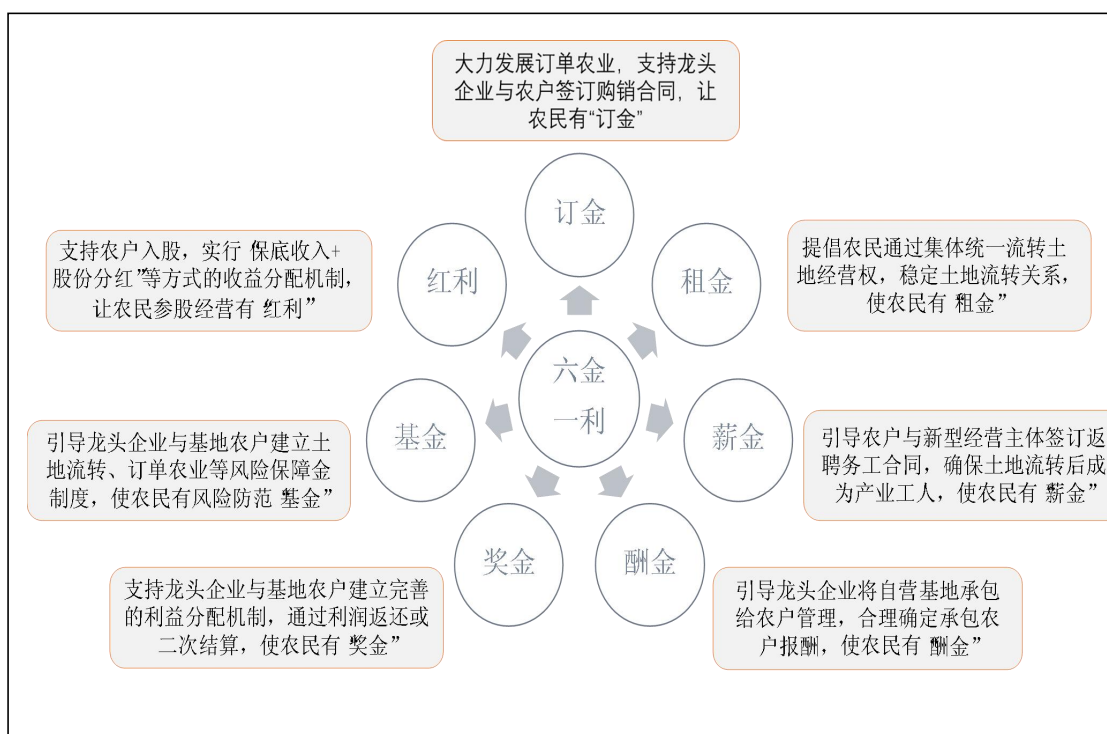 大力发展订单农业，支持龙头
企业与农户签订购销合同，让
农民有“订金”
订金
支持农户入股，实行“保底收入+
股份分红”等方式的收益分配机制，
让农民参股经营有“红利”
红利
租金
提倡农民通过集体统一流转土
地经营权，稳定土地流转关系，
使农民有“租金”
六金
一利
引导龙头企业与基地农户建立土
地流转、订单农业等风险保障金
制度，使农民有风险防范“基金”
基金
薪金
引导农户与新型经营主体签订返
聘务工合同，确保土地流转后成
为产业工人，使农民有“薪金”
支持龙头企业与基地农户建立完善
的利益分配机制，通过利润返还或
二次结算，使农民有“奖金”
奖金
酬金
引导龙头企业将自营基地承包
给农户管理，合理确定承包农
户报酬，使农民有“酬金”